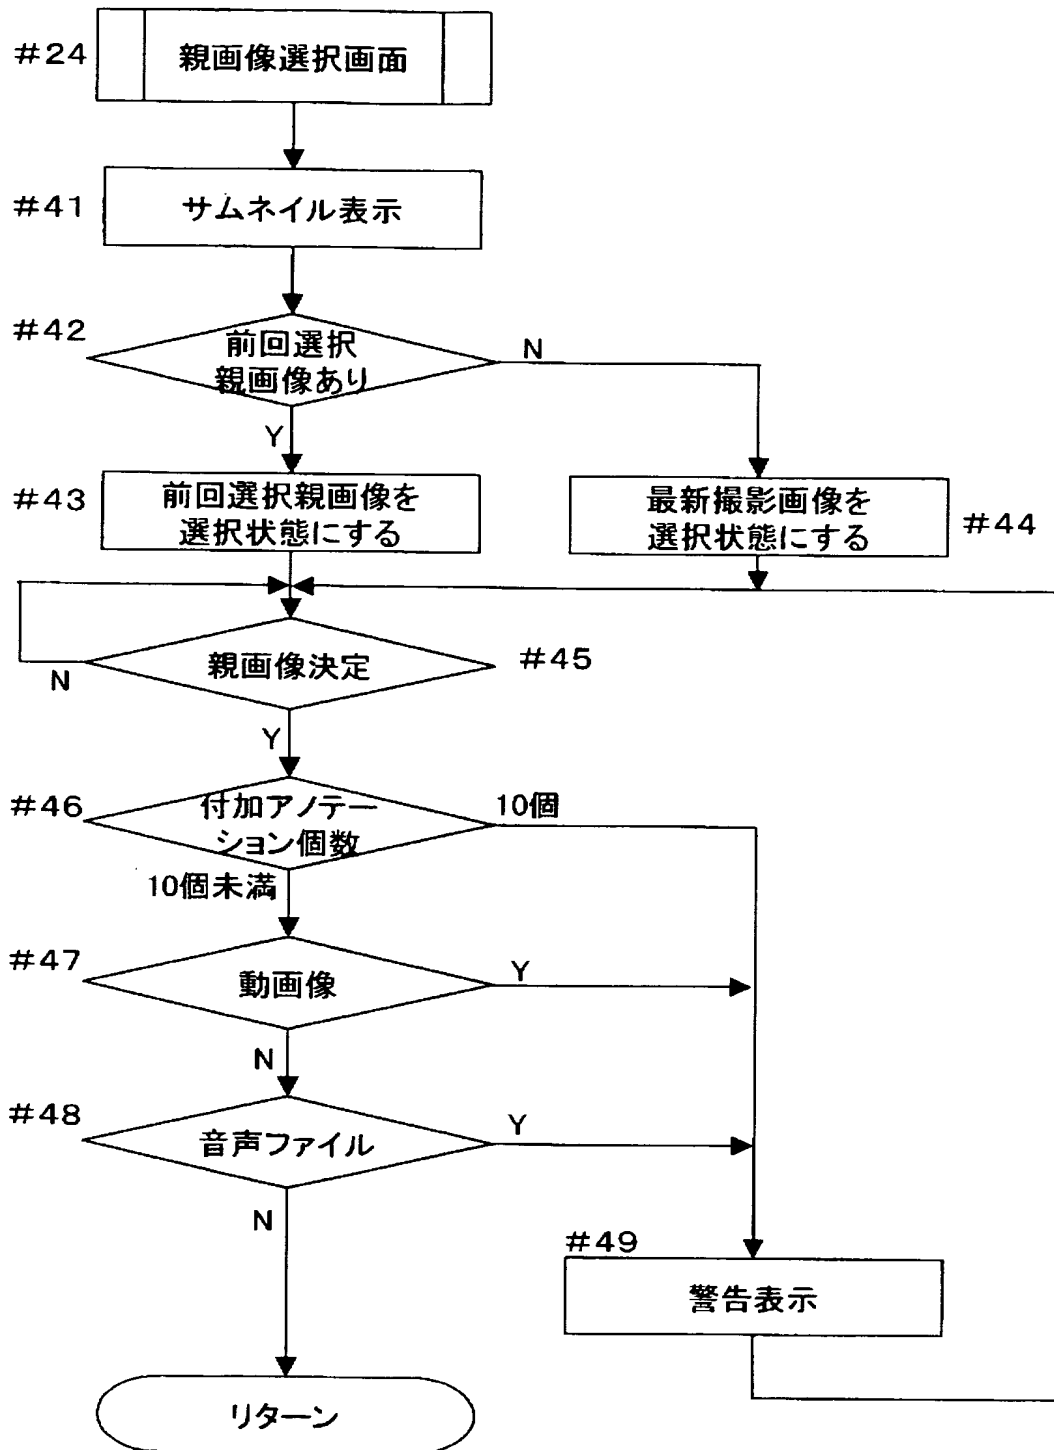 #24
親画像選択画面
#41
サムネイル表示
#42
前回選択
親画像あり
N
Y
#43
前回選択親画像を
選択状態にする
最新撮影画像を
選択状態にする
#44
親画像決定
#45
N
Y
#46
付加アノテー
ション個数
10個
10個未満
#47
動画像
Y
N
#48
音声ファイル
Y
N
#49
警告表示
リターン